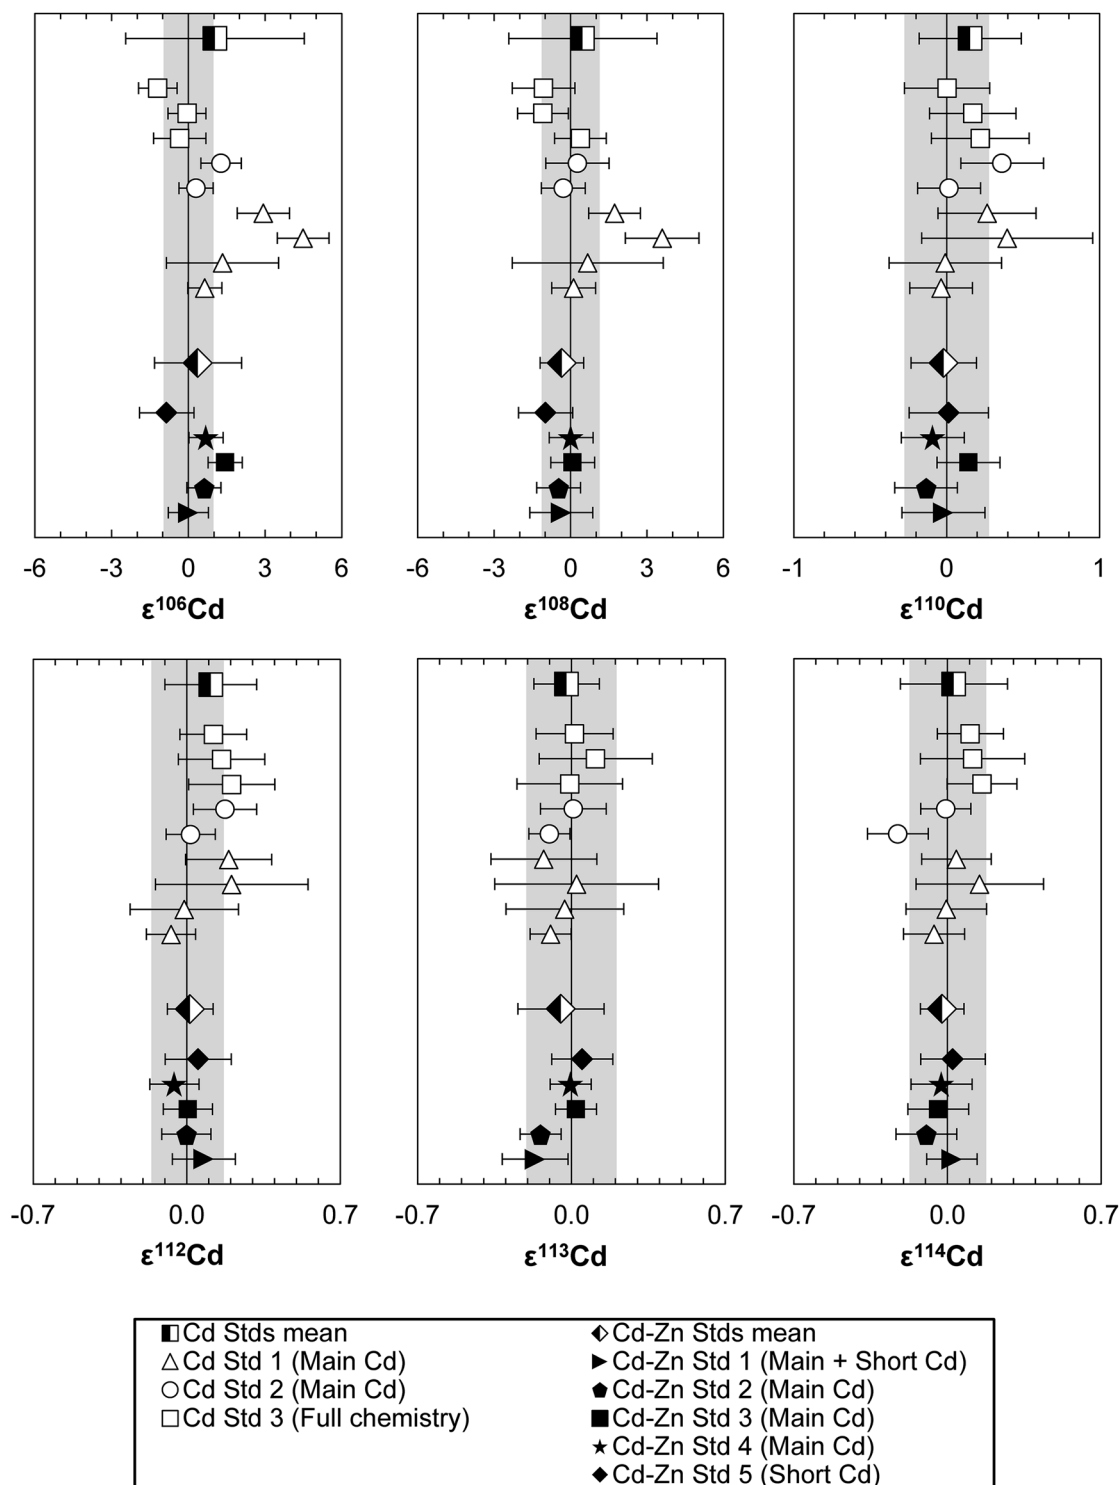 -6 -3 0 3 6
ε¹⁰⁶Cd
-6 -3 0 3 6
ε¹⁰⁸Cd
-1 0 1
ε¹¹⁰Cd
-0.7 0.0 0.7
ε¹¹²Cd
-0.7 0.0 0.7
ε¹¹³Cd
-0.7 0.0 0.7
ε¹¹⁴Cd
Cd Stds mean
Cd Std 1 (Main Cd)
Cd Std 2 (Main Cd)
Cd Std 3 (Full chemistry)
Cd-Zn Stds mean
Cd-Zn Std 1 (Main + Short Cd)
Cd-Zn Std 2 (Main Cd)
Cd-Zn Std 3 (Main Cd)
Cd-Zn Std 4 (Main Cd)
Cd-Zn Std 5 (Short Cd)